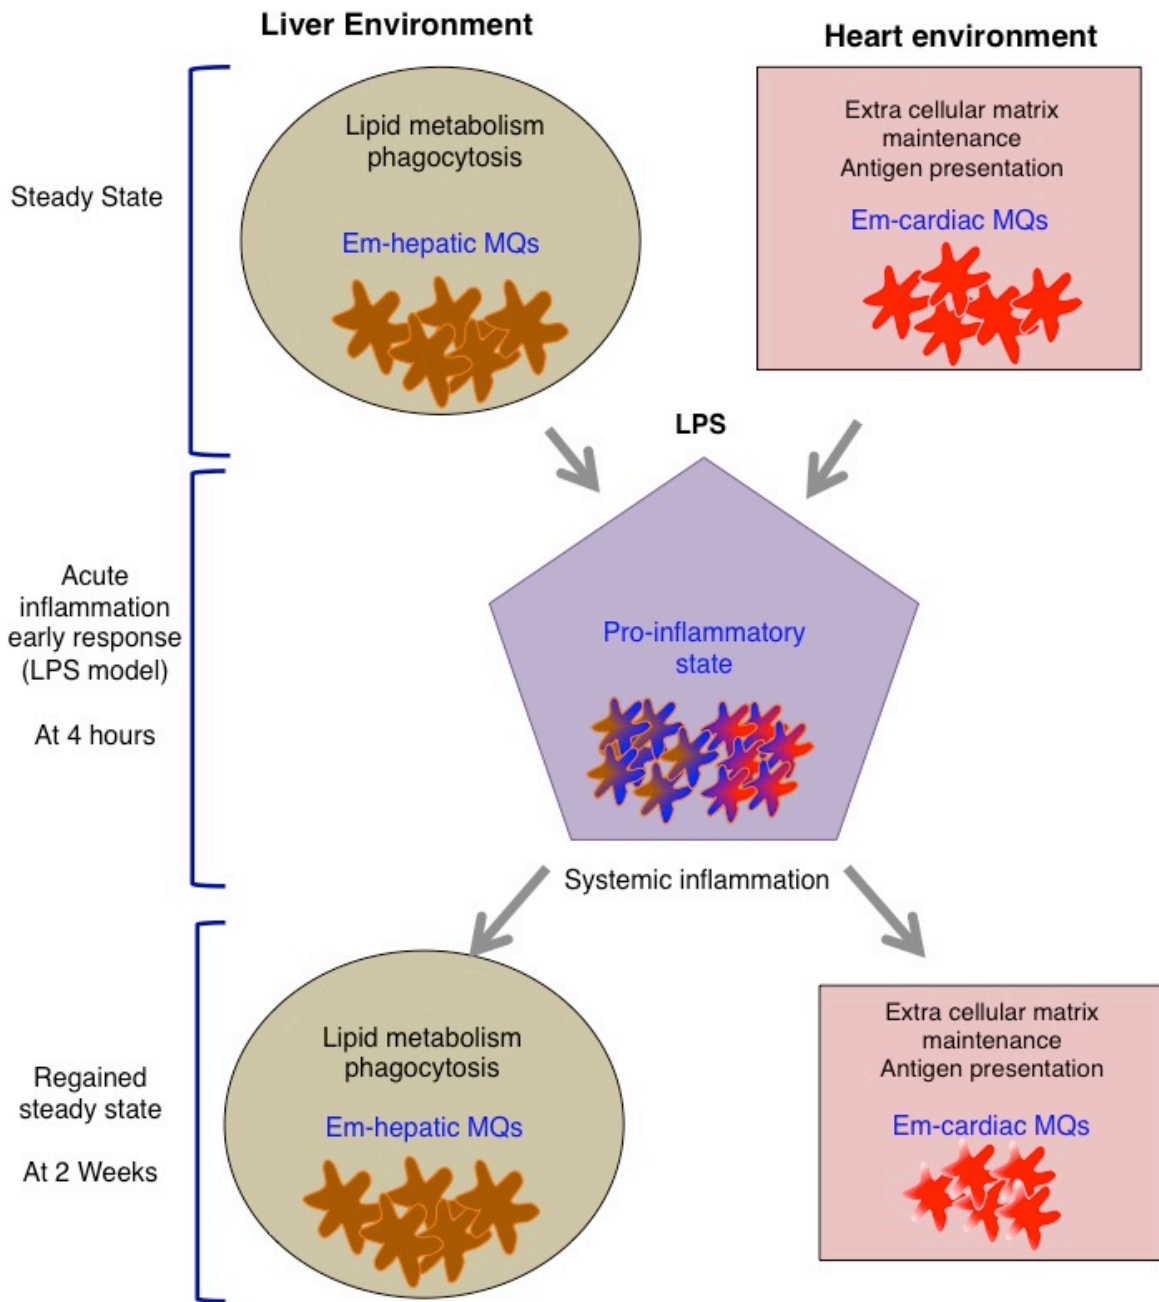 Liver Environment
Heart environment
Steady State
Lipid metabolism
phagocytosis
Em-hepatic MQs
Extra cellular matrix
maintenance
Antigen presentation
Em-cardiac MQs
LPS
Acute
inflammation
early response
(LPS model)
At 4 hours
Pro-inflammatory
state
Systemic inflammation
Regained
steady state
At 2 Weeks
Lipid metabolism
phagocytosis
Em-hepatic MQs
Extra cellular matrix
maintenance
Antigen presentation
Em-cardiac MQs